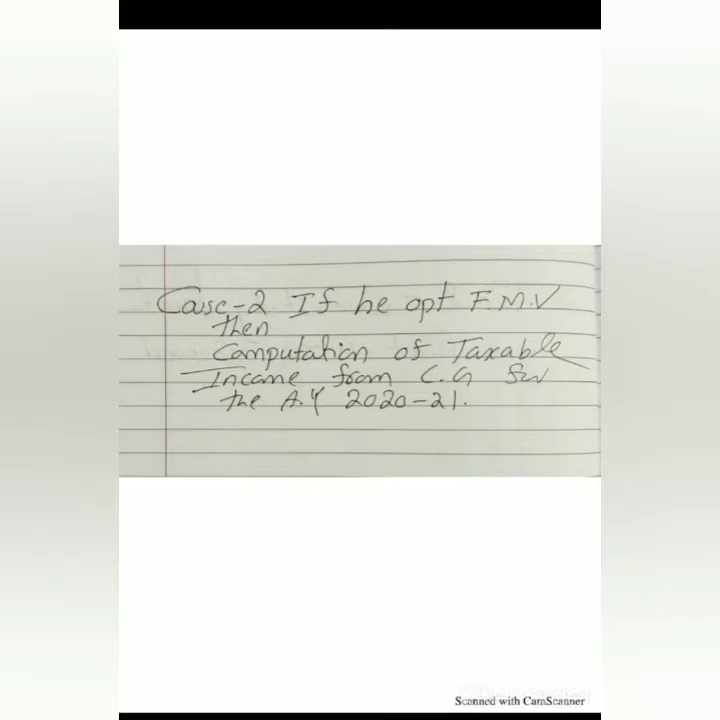 Case-2 If he opt F.M.V
then
Computation of Taxable
Income from C.G for
the A.Y 2020-21.
Scanned with CamScanner